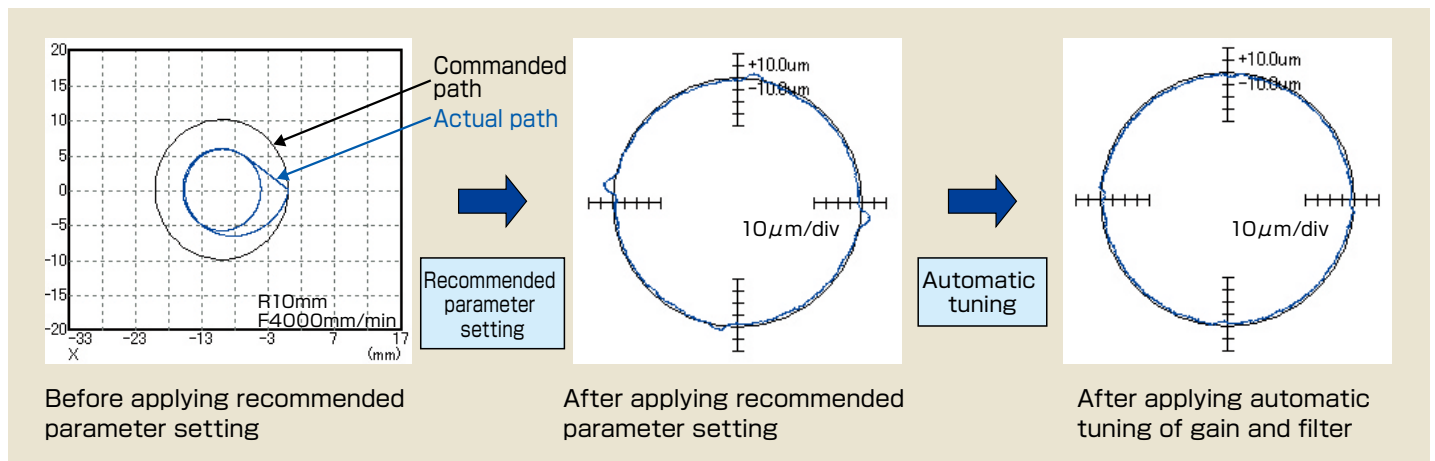 20
15
10
5
0
-5
-10
-15
-20
-33 -23 -13 -3 7 17
X (mm)
R10mm
F4000mm/min
Commanded
path
Actual path
Recommended
parameter
setting
+10.0um
-10.0um
10μm/div
Automatic
tuning
+10.0um
-10.0um
10μm/div
Before applying recommended
parameter setting
After applying recommended
parameter setting
After applying automatic
tuning of gain and filter